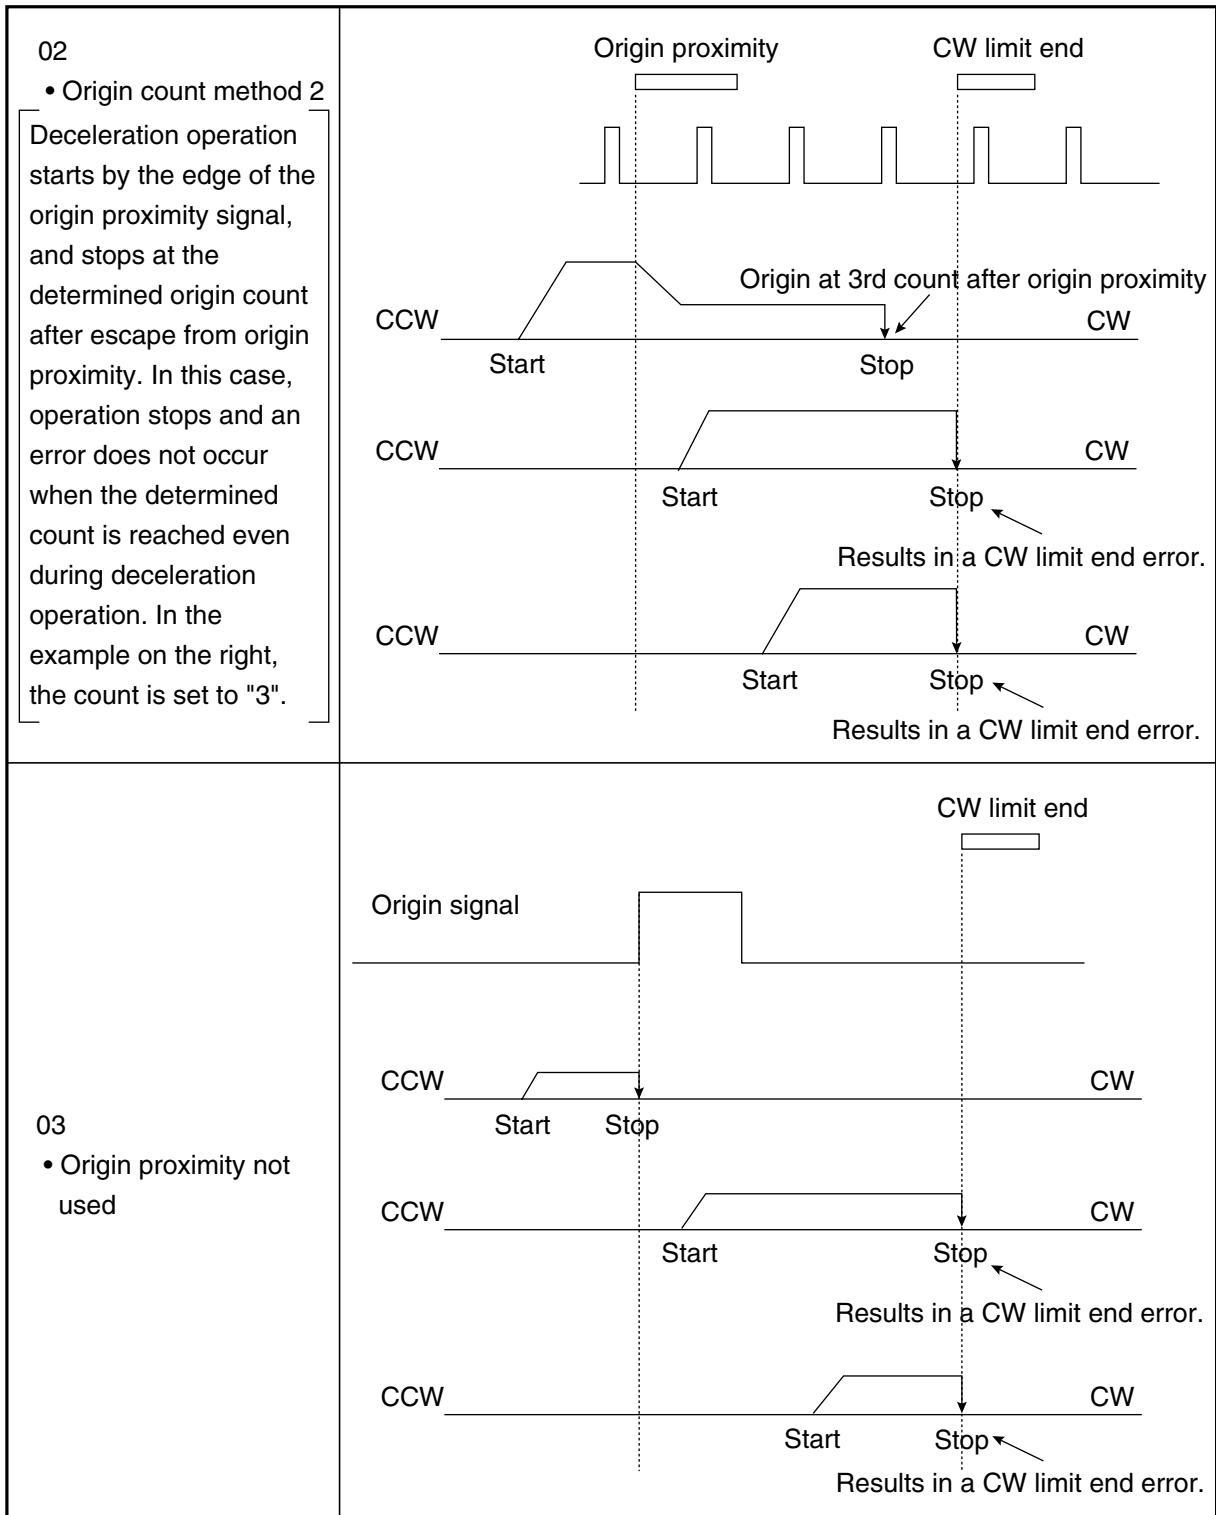 02
• Origin count method 2
Deceleration operation
starts by the edge of the
origin proximity signal,
and stops at the
determined origin count
after escape from origin
proximity. In this case,
operation stops and an
error does not occur
when the determined
count is reached even
during deceleration
operation. In the
example on the right,
the count is set to "3".
Origin proximity
CW limit end
Origin at 3rd count after origin proximity
CCW
CW
Start
Stop
CCW
CW
Start
Stop
Results in a CW limit end error.
CCW
CW
Start
Stop
Results in a CW limit end error.
03
• Origin proximity not
used
CW limit end
Origin signal
CCW
CW
Start
Stop
CCW
CW
Start
Stop
Results in a CW limit end error.
CCW
CW
Start
Stop
Results in a CW limit end error.